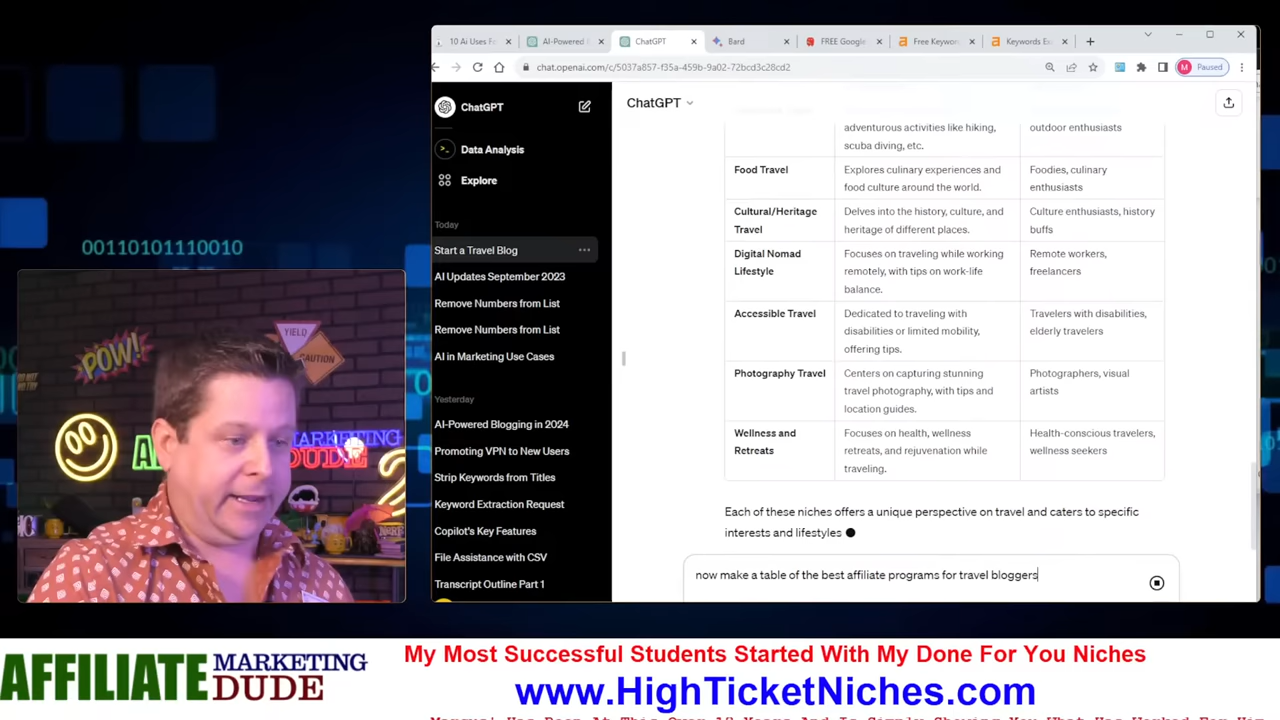 10 Ai Uses F
AI-Powered
ChatGPT
Bard
FREE Google
Free Keywor
Keywords Ex
chat.openai.com/c/5037a857-f35a-459b-9a02-72bcd3c28cd2
M
Paused
ChatGPT
Data Analysis
Explore
Today
Start a Travel Blog
AI Updates September 2023
Remove Numbers from List
Remove Numbers from List
AI in Marketing Use Cases
Yesterday
AI-Powered Blogging in 2024
Promoting VPN to New Users
Strip Keywords from Titles
Keyword Extraction Request
Copilot's Key Features
File Assistance with CSV
Transcript Outline Part 1
ChatGPT
adventurous activities like hiking,
scuba diving, etc.
outdoor enthusiasts
Food Travel
Explores culinary experiences and
food culture around the world.
Foodies, culinary
enthusiasts
Cultural/Heritage
Travel
Delves into the history, culture, and
heritage of different places.
Culture enthusiasts, history
buffs
Digital Nomad
Lifestyle
Focuses on traveling while working
remotely, with tips on work-life
balance.
Remote workers,
freelancers
Accessible Travel
Dedicated to traveling with
disabilities or limited mobility,
offering tips.
Travelers with disabilities,
elderly travelers
Photography Travel
Centers on capturing stunning
travel photography, with tips and
location guides.
Photographers, visual
artists
Wellness and
Retreats
Focuses on health, wellness
retreats, and rejuvenation while
traveling.
Health-conscious travelers,
wellness seekers
Each of these niches offers a unique perspective on travel and caters to specific
interests and lifestyles
now make a table of the best affiliate programs for travel bloggers
00110101110010
POW!
YIELD
CAUTION
MARKETING
AFFILIATE MARKETING DUDE
My Most Successful Students Started With My Done For You Niches
www.HighTicketNiches.com